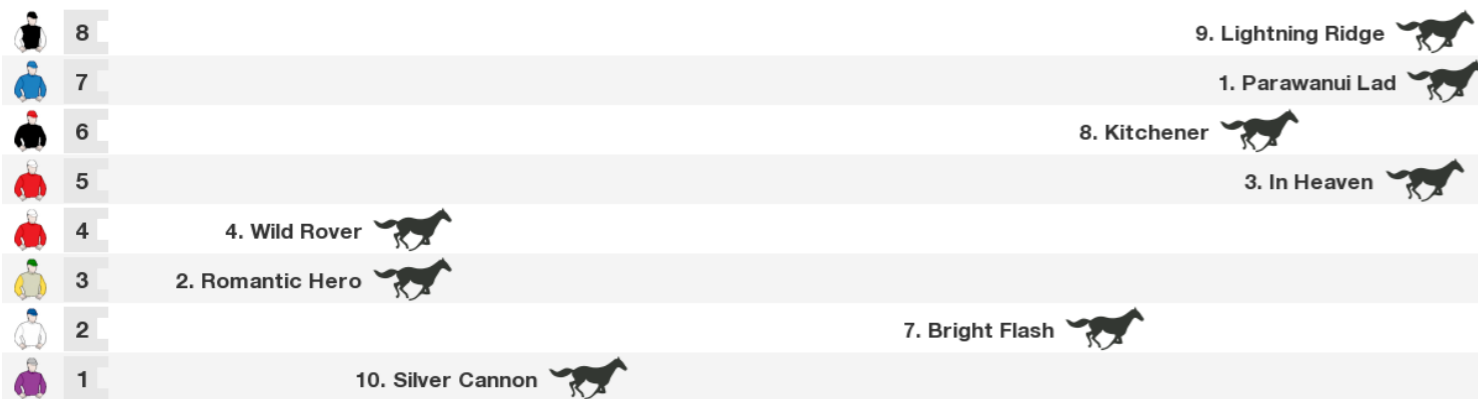 8 9. Lightning Ridge
7 1. Parawanui Lad
6 8. Kitchener
5 3. In Heaven
4 4. Wild Rover
3 2. Romantic Hero
2 7. Bright Flash
1 10. Silver Cannon